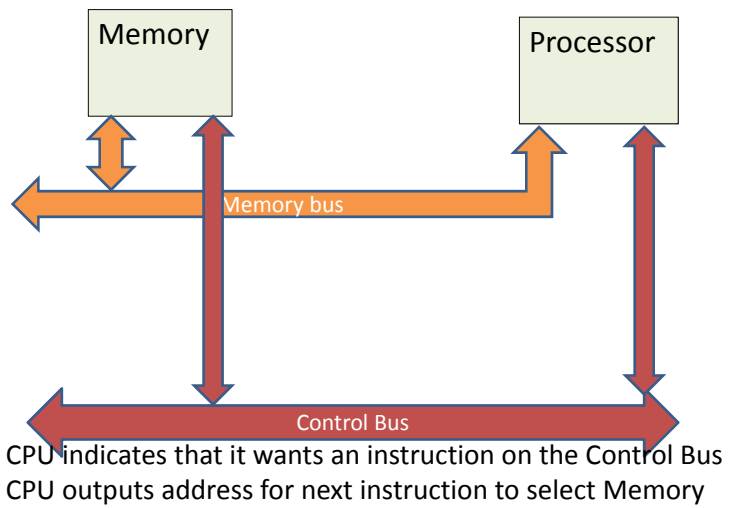 Memory
Processor
Memory bus
Control Bus
CPU indicates that it wants an instruction on the Control Bus
CPU outputs address for next instruction to select Memory